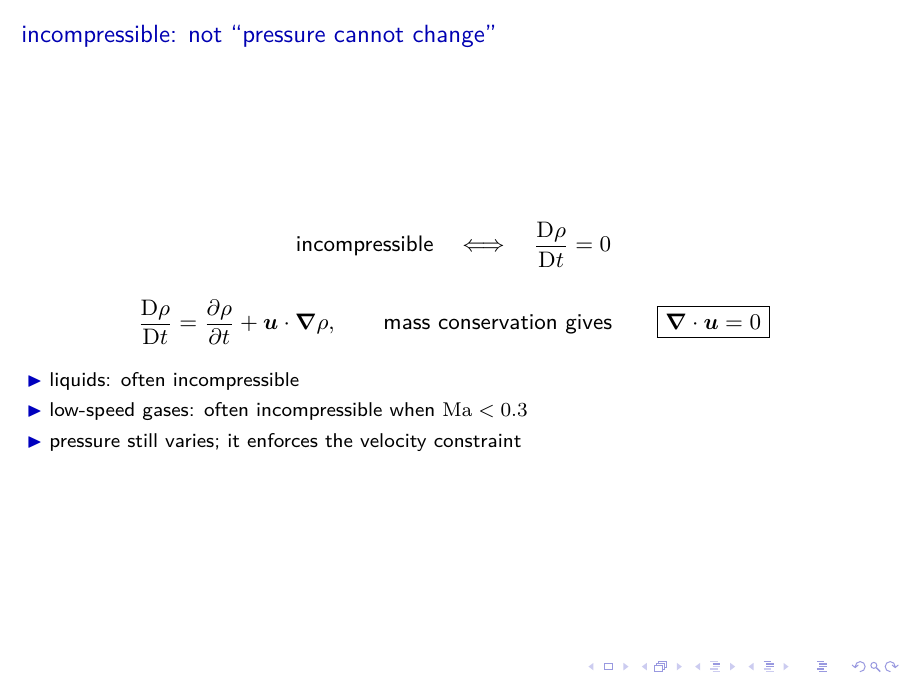 incompressible: not “pressure cannot change”
incompressible ⟺ Dρ/Dt = 0
Dρ/Dt = ∂ρ/∂t + u · ∇ρ, mass conservation gives ∇ · u = 0
▶ liquids: often incompressible
▶ low-speed gases: often incompressible when Ma < 0.3
▶ pressure still varies; it enforces the velocity constraint